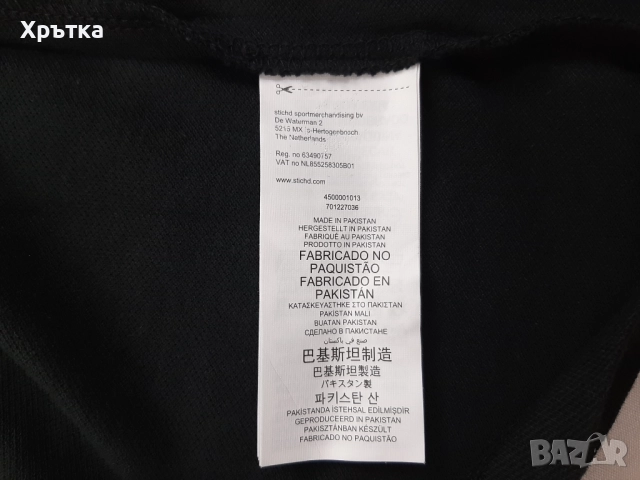 Хрътка
stichd sportmerchandising bv
De Waterman 2
5215 MX 's-Hertogenbosch
The Netherlands
Reg. no 63490757
VAT no NL855258305B01
www.stichd.com
4500001013
701227036
MADE IN PAKISTAN
HERGESTELLT IN PAKISTAN
FABRIQUÉ AU PAKISTAN
PRODOTTO IN PAKISTAN
FABRICADO NO
PAQUISTÃO
FABRICADO EN
PAKISTÁN
ΚΑΤΑΣΚΕΥΑΣΤΗΚΕ ΣΤΟ ΠΑΚΙΣΤΑΝ
PAKISTAN MALI
BUATAN PAKISTAN
СДЕЛАНО В ПАКИСТАНЕ
صنع في باكستان
巴基斯坦制造
巴基斯坦製造
パキスタン製
파키스탄 산
PAKİSTANDA İSTEHSAL EDİLMİŞDİR
GEPRODUCEERD IN PAKISTAN
PAKISZTÁNBAN KÉSZÜLT
FABRICADO NO PAQUISTÃO
BAZAR